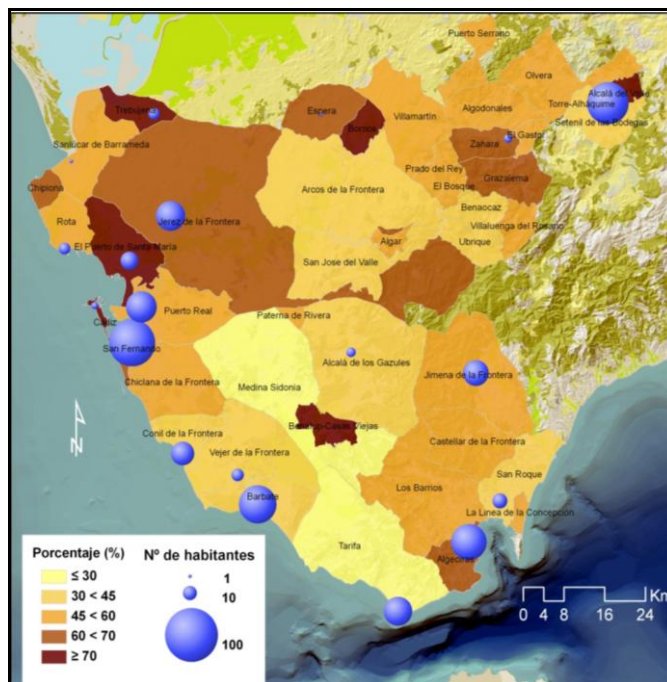 Puerto Serrano
Olvera
Alcalá del Valle
Torre-Alháquime
Setenil de las Bodegas
Algodonales
Villamartín
El Gastor
Zahara
Grazalema
Prado del Rey
El Bosque
Benaocaz
Villaluenga del Rosario
Ubrique
Trebujena
Espera
Bornos
Sanlúcar de Barrameda
Chipiona
Rota
Arcos de la Frontera
Jerez de la Frontera
El Puerto de Santa María
Algar
San Jose del Valle
Cádiz
Puerto Real
Paterna de Rivera
San Fernando
Chiclana de la Frontera
Alcalá de los Gazules
Medina Sidonia
Jimena de la Frontera
Benalup-Casas Viejas
Conil de la Frontera
Vejer de la Frontera
Castellar de la Frontera
San Roque
Los Barrios
Barbate
La Línea de la Concepción
Tarifa
Algeciras
N
Porcentaje (%)
≤ 30
30 < 45
45 < 60
60 < 70
≥ 70
Nº de habitantes
1
10
100
Km
0 4 8 16 24